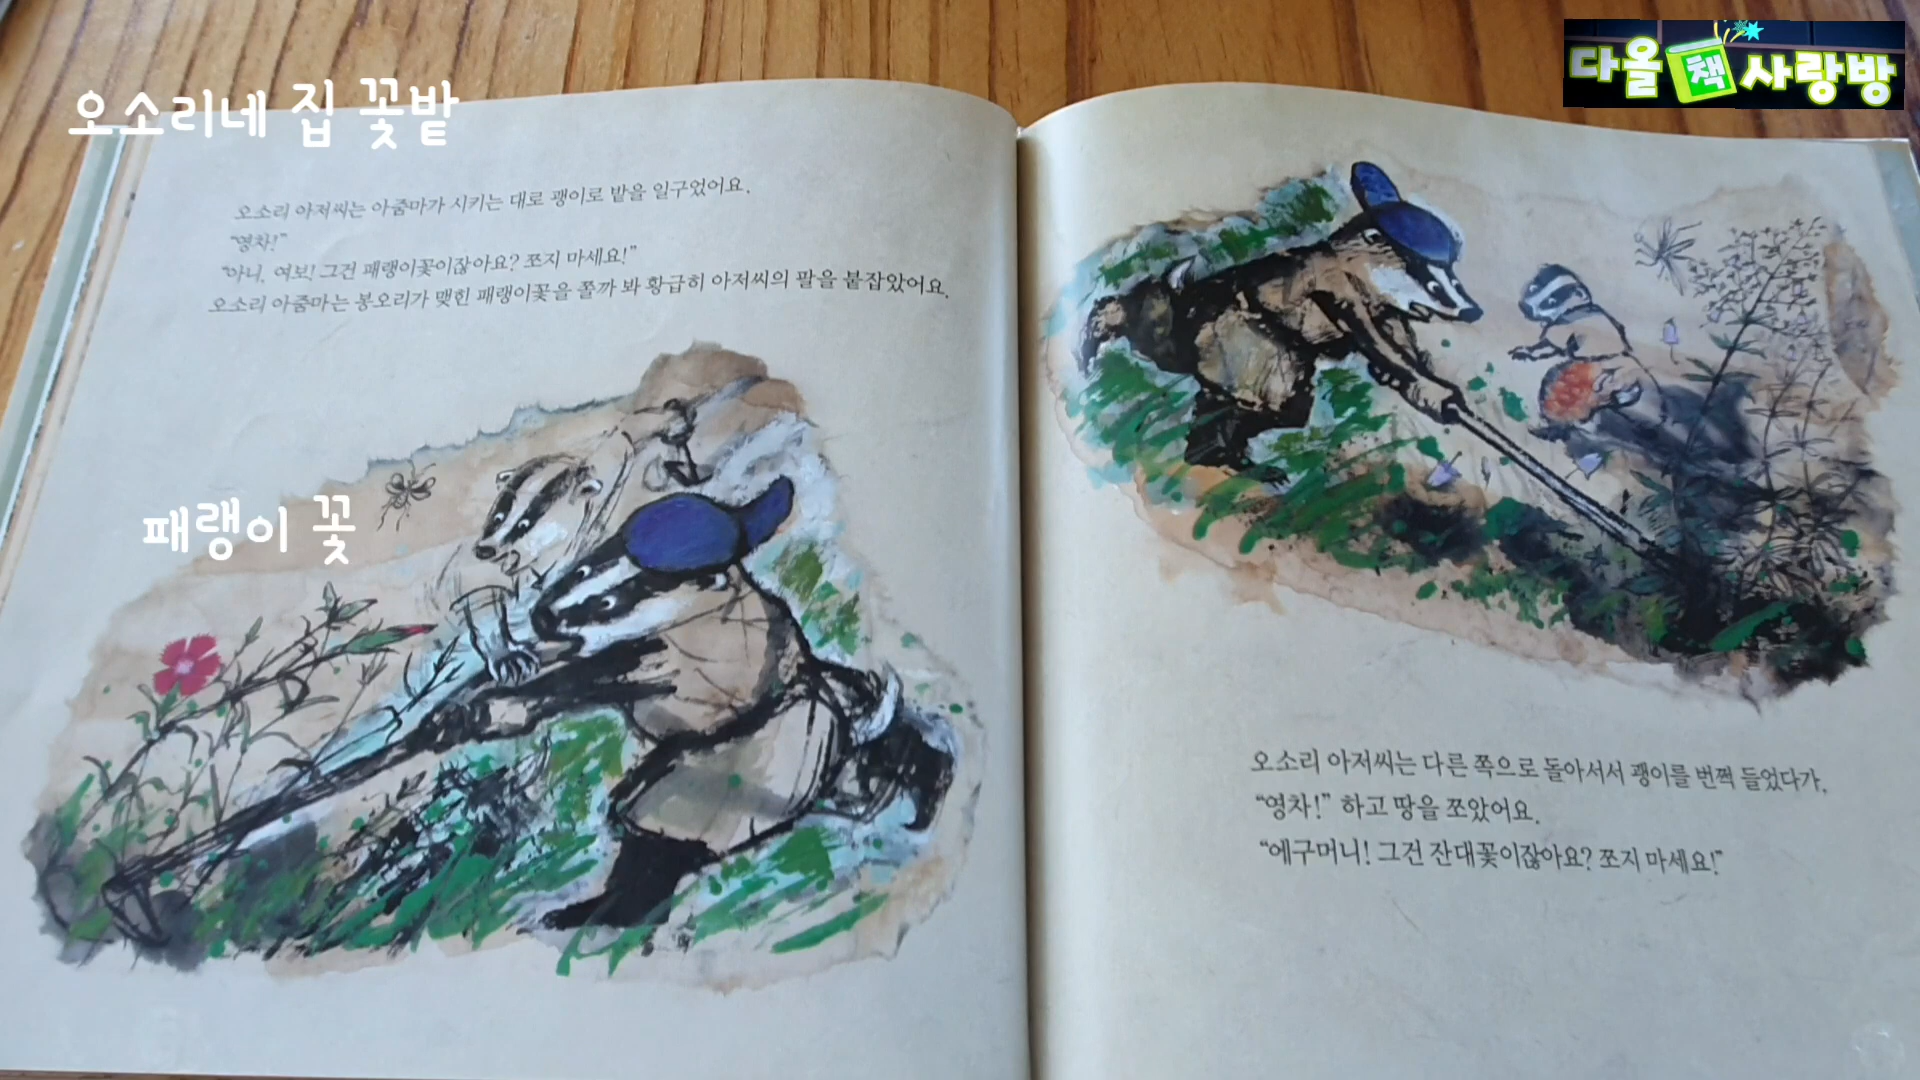 다올 책 사랑방
오소리네 집 꽃밭
오소리 아저씨는 아줌마가 시키는 대로 괭이로 밭을 일구었어요.
“영차!”
“아니, 여보! 그건 패랭이꽃이잖아요? 쪼지 마세요!”
오소리 아줌마는 봉오리가 맺힌 패랭이꽃을 쫄까 봐 황급히 아저씨의 팔을 붙잡았어요.
패랭이 꽃
오소리 아저씨는 다른 쪽으로 돌아서서 괭이를 번쩍 들었다가,
“영차!” 하고 땅을 쪼았어요.
“에구머니! 그건 잔대꽃이잖아요? 쪼지 마세요!”